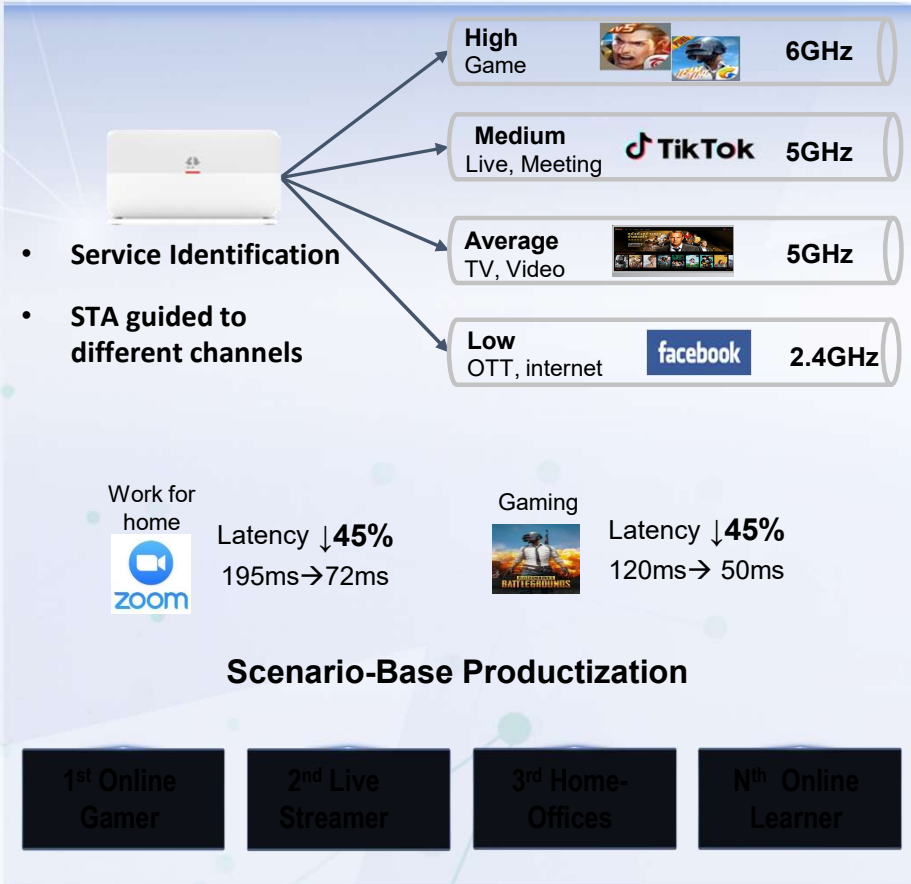 High
Game
6GHz
Medium
Live, Meeting
TikTok
5GHz
• Service Identification
Average
TV, Video
5GHz
• STA guided to
different channels
Low
OTT, internet
facebook
2.4GHz
Work for
home
zoom
Latency ↓45%
195ms→72ms
Gaming
BATTLEGROUNDS
Latency ↓45%
120ms→ 50ms
Scenario-Base Productization
1st Online
Gamer
2nd Live
Streamer
3rd Home-
Offices
Nth Online
Learner